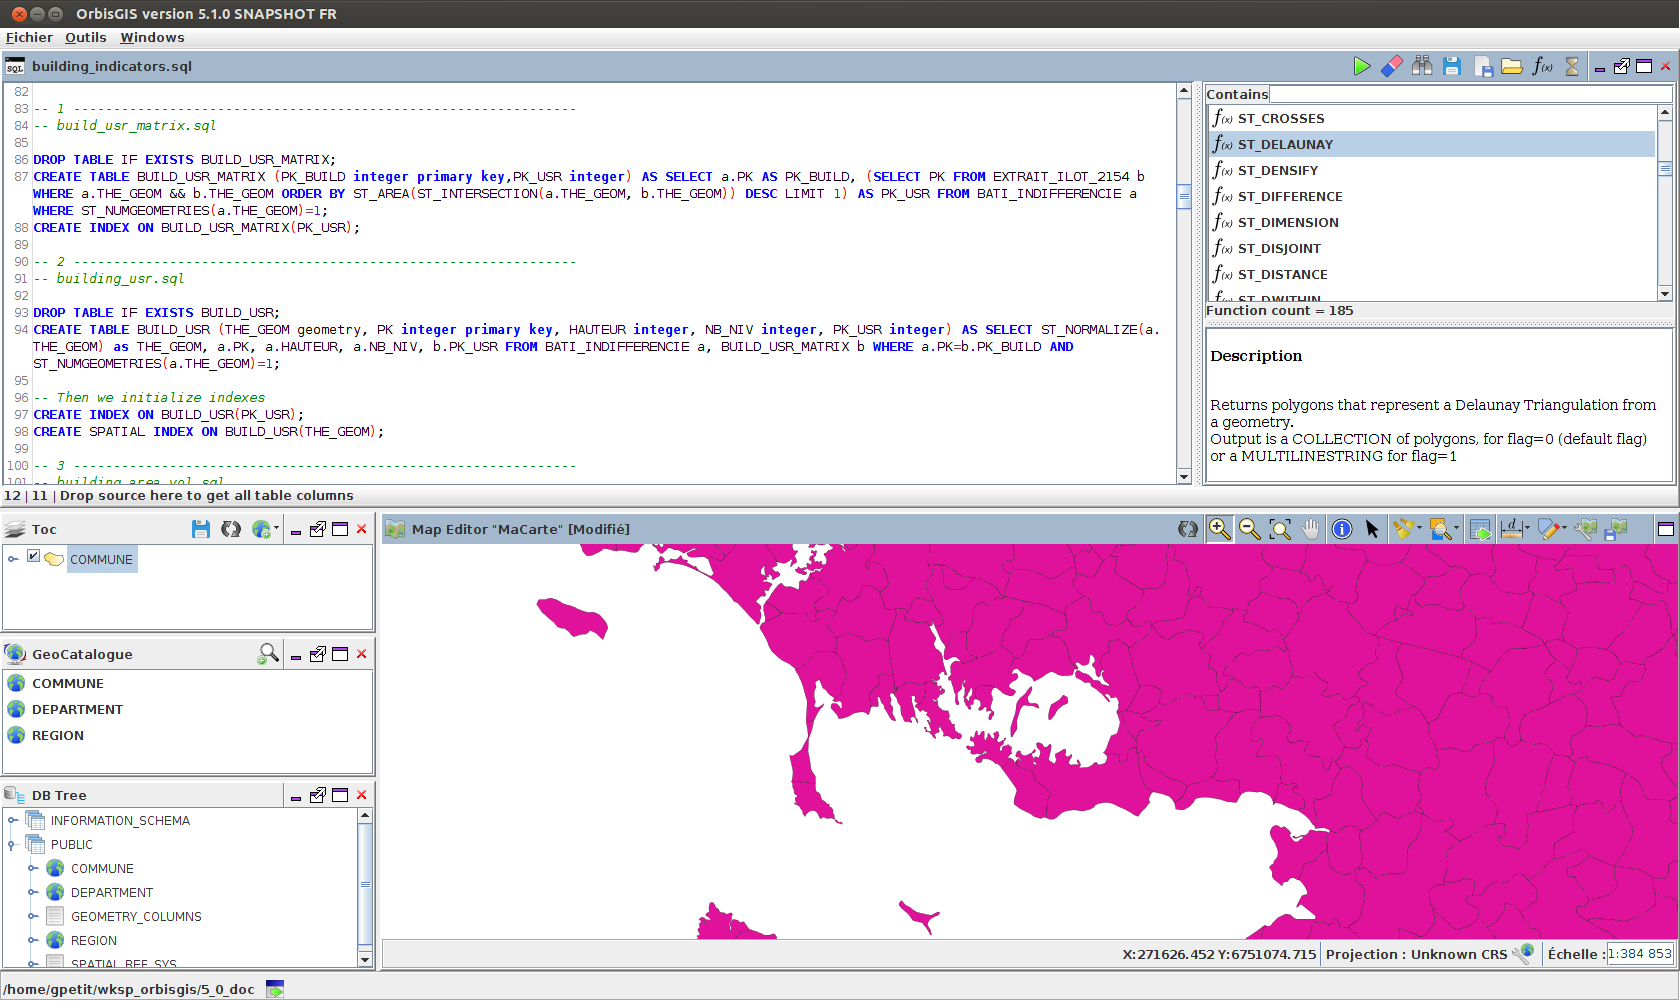 OrbisGIS version 5.1.0 SNAPSHOT FR
Fichier Outils Windows
SQL building_indicators.sql
82
83 -- 1 ---------------------------------------------------------------
84 -- build_usr_matrix.sql
85
86 DROP TABLE IF EXISTS BUILD_USR_MATRIX;
87 CREATE TABLE BUILD_USR_MATRIX (PK_BUILD integer primary key,PK_USR integer) AS SELECT a.PK AS PK_BUILD, (SELECT PK FROM EXTRAIT_ILOT_2154 b
WHERE a.THE_GEOM && b.THE_GEOM ORDER BY ST_AREA(ST_INTERSECTION(a.THE_GEOM, b.THE_GEOM)) DESC LIMIT 1) AS PK_USR FROM BATI_INDIFFERENCIE a
WHERE ST_NUMGEOMETRIES(a.THE_GEOM)=1;
88 CREATE INDEX ON BUILD_USR_MATRIX(PK_USR);
89
90 -- 2 ---------------------------------------------------------------
91 -- building_usr.sql
92
93 DROP TABLE IF EXISTS BUILD_USR;
94 CREATE TABLE BUILD_USR (THE_GEOM geometry, PK integer primary key, HAUTEUR integer, NB_NIV integer, PK_USR integer) AS SELECT ST_NORMALIZE(a.
THE_GEOM) as THE_GEOM, a.PK, a.HAUTEUR, a.NB_NIV, b.PK_USR FROM BATI_INDIFFERENCIE a, BUILD_USR_MATRIX b WHERE a.PK=b.PK_BUILD AND
ST_NUMGEOMETRIES(a.THE_GEOM)=1;
95
96 -- Then we initialize indexes
97 CREATE INDEX ON BUILD_USR(PK_USR);
98 CREATE SPATIAL INDEX ON BUILD_USR(THE_GEOM);
99
100 -- 3 ---------------------------------------------------------------
101 -- building_area_vol.sql
12 | 11 | Drop source here to get all table columns
f(x)
Contains
f(x) ST_CROSSES
f(x) ST_DELAUNAY
f(x) ST_DENSIFY
f(x) ST_DIFFERENCE
f(x) ST_DIMENSION
f(x) ST_DISJOINT
f(x) ST_DISTANCE
f(x) ST_DWITHIN
Function count = 185
Description
Returns polygons that represent a Delaunay Triangulation from
a geometry.
Output is a COLLECTION of polygons, for flag=0 (default flag)
or a MULTILINESTRING for flag=1
Toc
COMMUNE
GeoCatalogue
COMMUNE
DEPARTMENT
REGION
DB Tree
INFORMATION_SCHEMA
PUBLIC
COMMUNE
DEPARTMENT
GEOMETRY_COLUMNS
REGION
SPATIAL_REF_SYS
Map Editor "MaCarte" [Modifié]
d
X:271626.452 Y:6751074.715 Projection : Unknown CRS Échelle : 1:384 853
/home/gpetit/wksp_orbisgis/5_0_doc